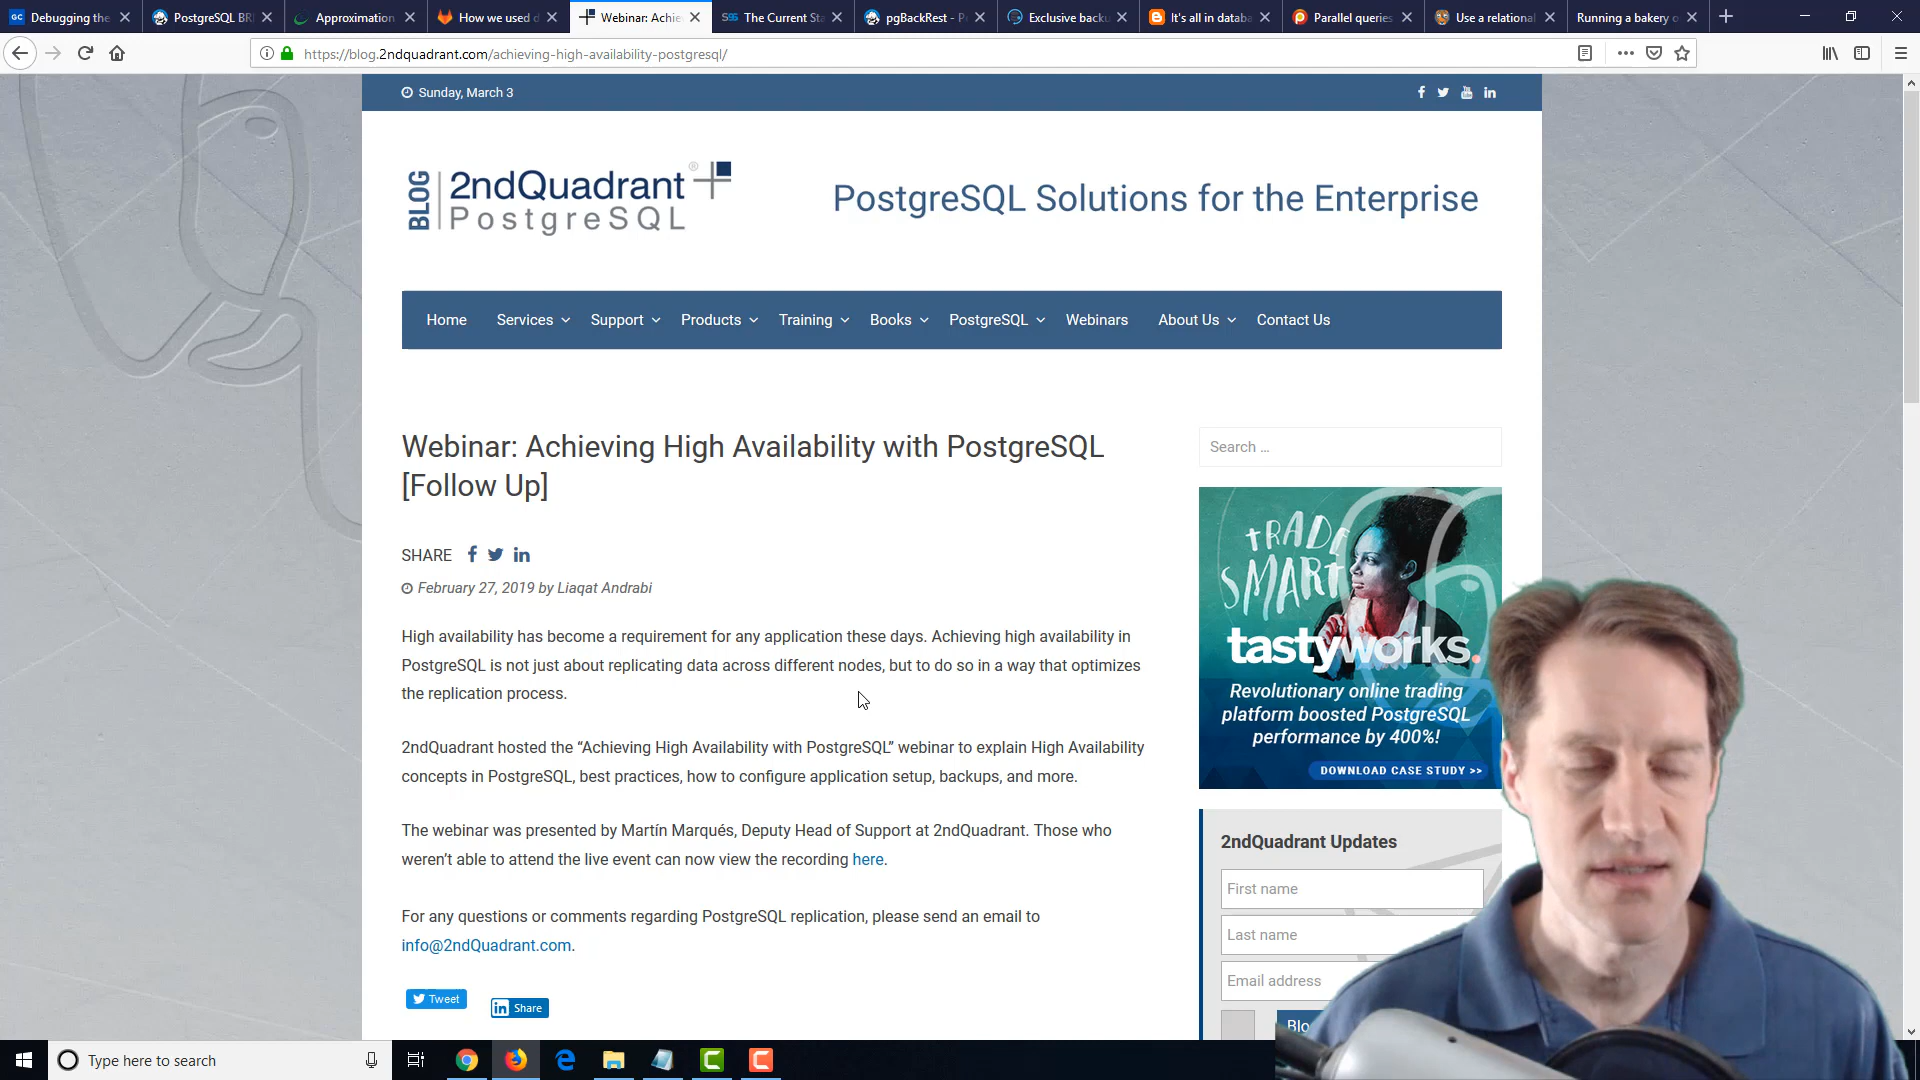 Debugging the
PostgreSQL BRI
Approximation
How we used d
Webinar: Achie
The Current Sta
pgBackRest - P
Exclusive backu
It's all in databa
Parallel queries
Use a relational
Running a bakery o
https://blog.2ndquadrant.com/achieving-high-availability-postgresql/
Sunday, March 3
BLOG
2ndQuadrant
PostgreSQL
PostgreSQL Solutions for the Enterprise
Home Services Support Products Training Books PostgreSQL Webinars About Us Contact Us
Webinar: Achieving High Availability with PostgreSQL
[Follow Up]
SHARE
February 27, 2019 by Liaqat Andrabi
High availability has become a requirement for any application these days. Achieving high availability in
PostgreSQL is not just about replicating data across different nodes, but to do so in a way that optimizes
the replication process.
2ndQuadrant hosted the “Achieving High Availability with PostgreSQL” webinar to explain High Availability
concepts in PostgreSQL, best practices, how to configure application setup, backups, and more.
The webinar was presented by Martín Marqués, Deputy Head of Support at 2ndQuadrant. Those who
weren’t able to attend the live event can now view the recording here.
For any questions or comments regarding PostgreSQL replication, please send an email to
info@2ndQuadrant.com.
Tweet
Share
Search …
TRADE
SMART
tastyworks.
Revolutionary online trading
platform boosted PostgreSQL
performance by 400%!
DOWNLOAD CASE STUDY >>
2ndQuadrant Updates
First name
Last name
Email address
Blo
Type here to search